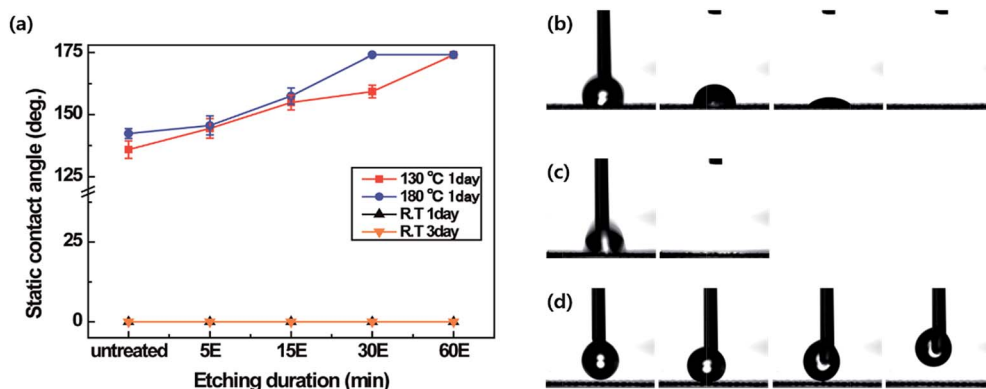 (a)
175
150
125
25
0
Static contact angle (deg.)
130 °C 1day
180 °C 1day
R.T 1day
R.T 3day
untreated 5E 15E 30E 60E
Etching duration (min)
(b)
(c)
(d)